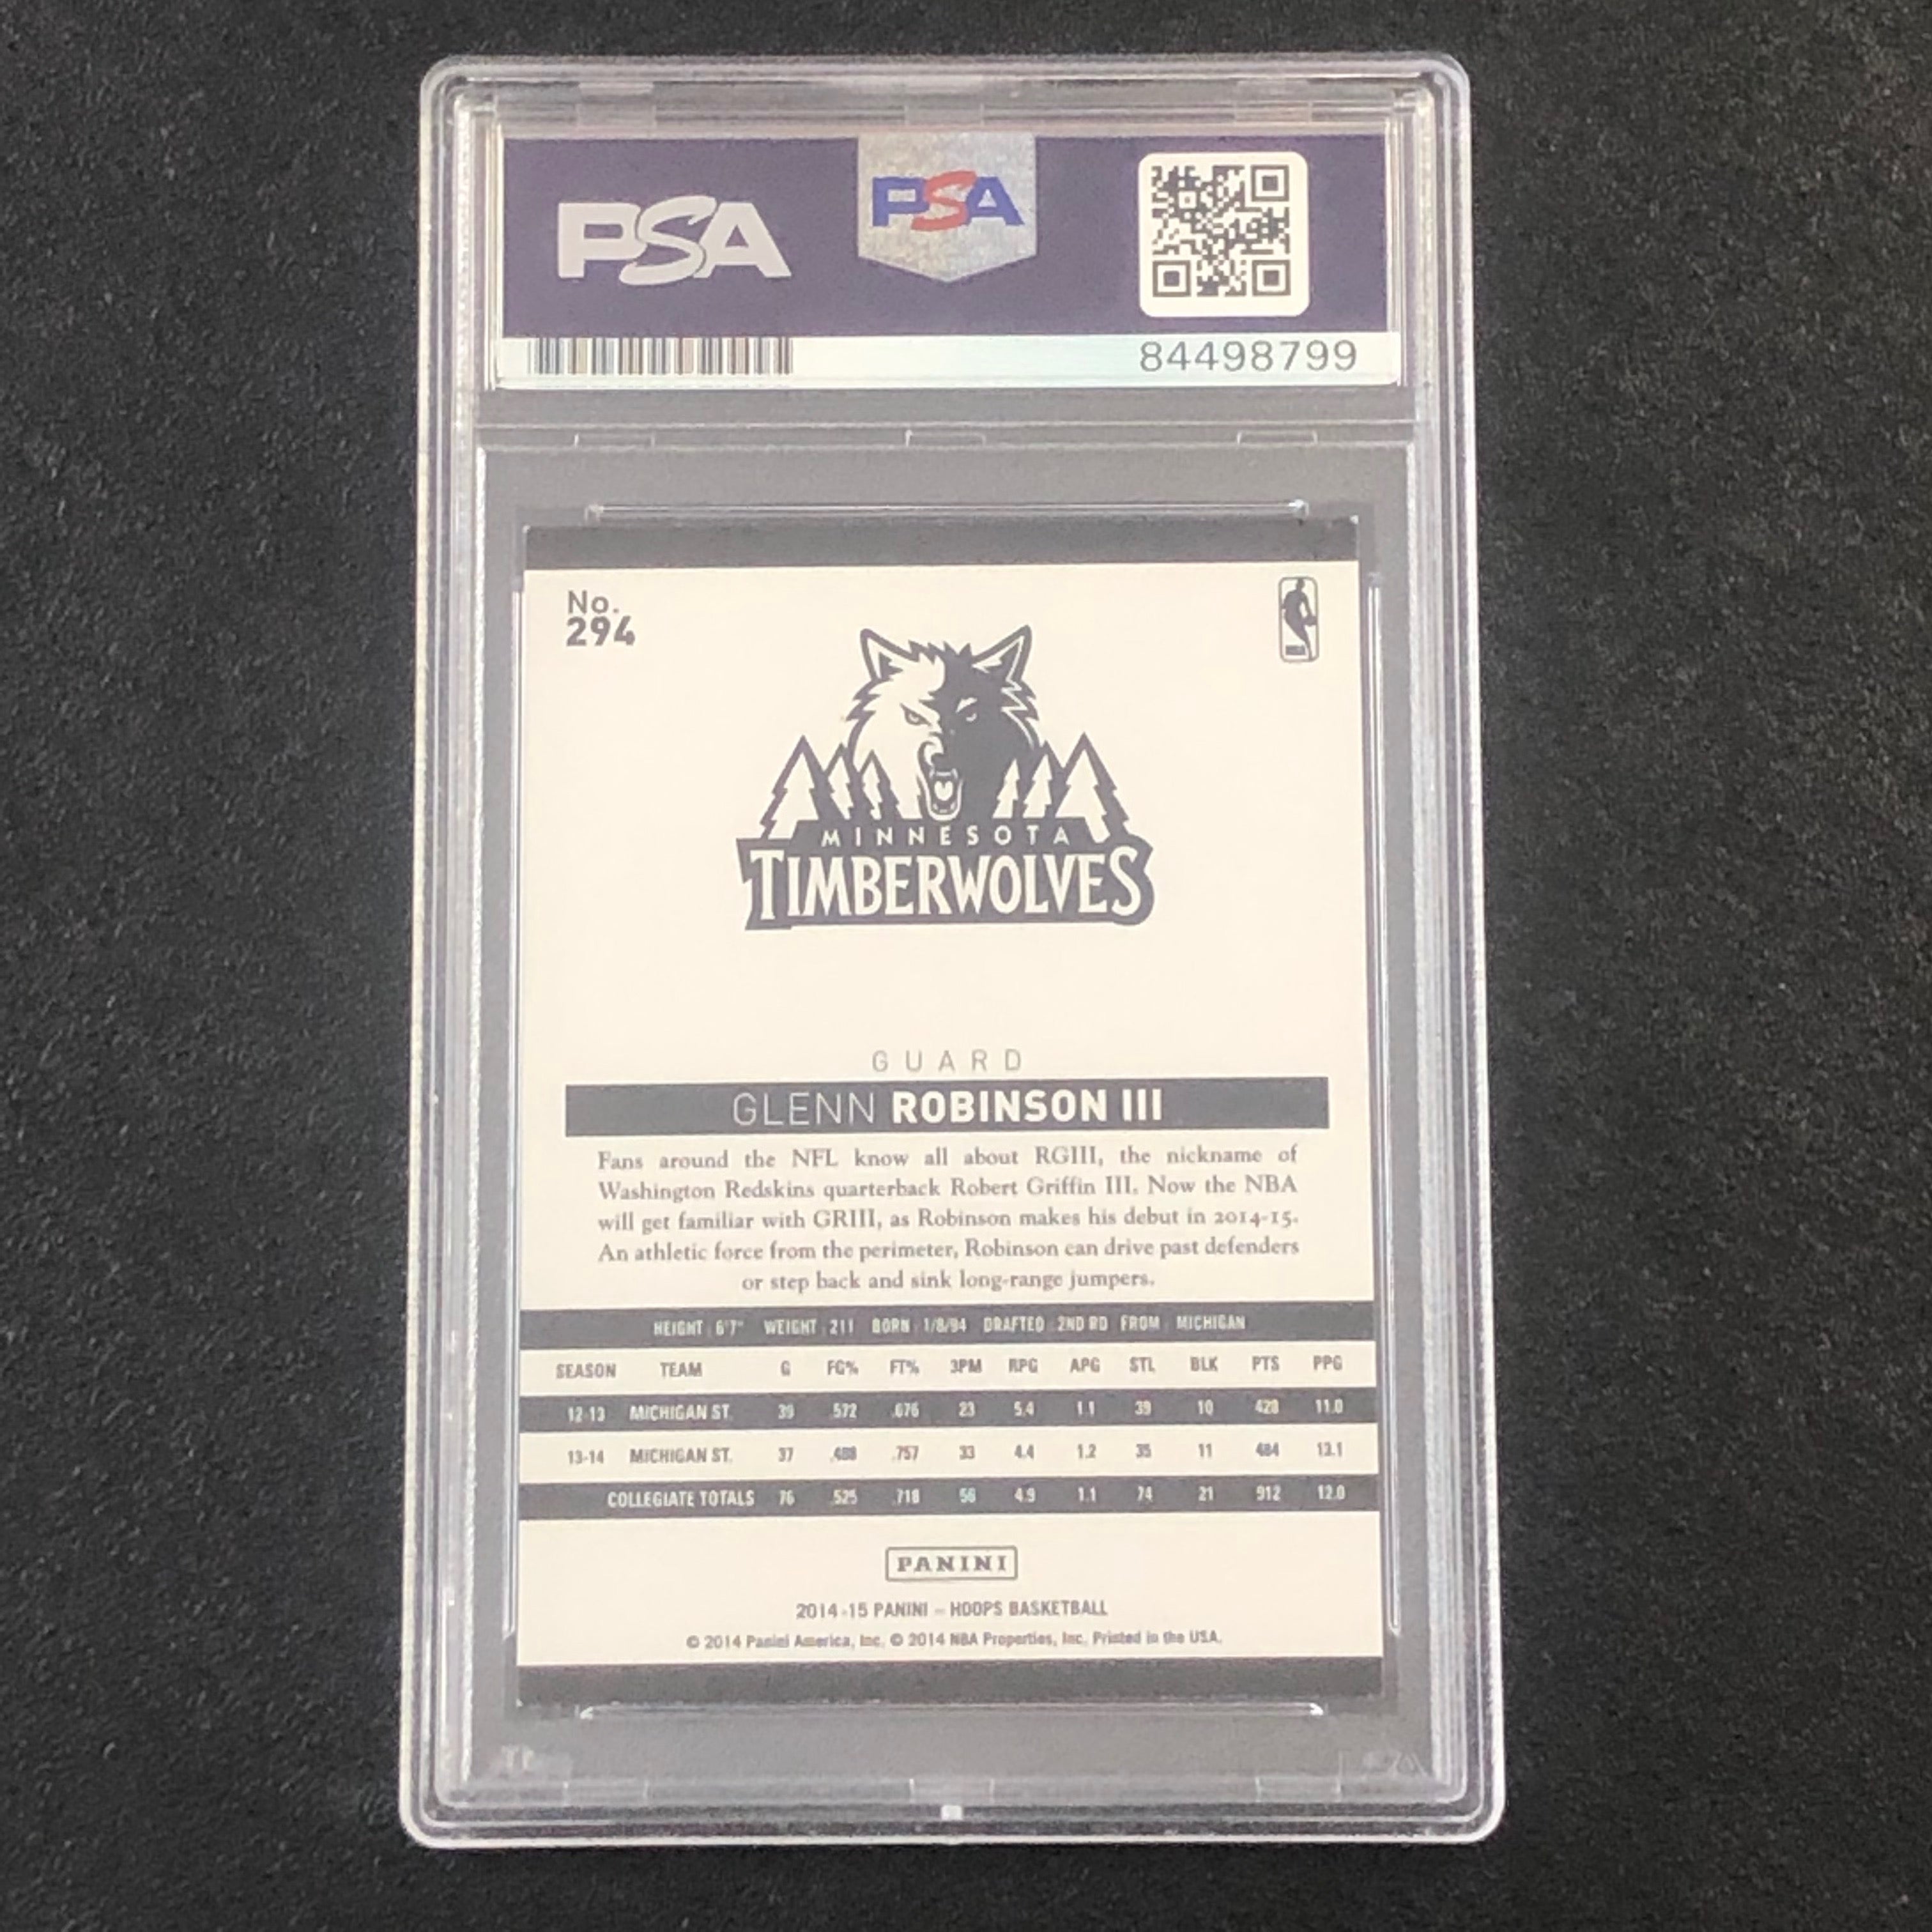 PSA
PSA
84498799
No.
294
NBA
MINNESOTA
TIMBERWOLVES
GUARD
GLENN ROBINSON III
Fans around the NFL know all about RGIII, the nickname of
Washington Redskins quarterback Robert Griffin III. Now the NBA
will get familiar with GRIII, as Robinson makes his debut in 2014-15.
An athletic force from the perimeter, Robinson can drive past defenders
or step back and sink long-range jumpers.
HEIGHT 6'7" WEIGHT 211 BORN 1/8/94 DRAFTED 2ND RD FROM MICHIGAN
SEASON TEAM G FG% FT% 3PM RPG APG STL BLK PTS PPG
12-13 MICHIGAN ST. 39 .572 .676 23 5.4 1.1 39 10 428 11.0
13-14 MICHIGAN ST. 37 .488 .757 33 4.4 1.2 35 11 484 13.1
COLLEGIATE TOTALS 76 .525 .718 56 4.9 1.1 74 21 912 12.0
PANINI
2014-15 PANINI – HOOPS BASKETBALL
© 2014 Panini America, Inc. © 2014 NBA Properties, Inc. Printed in the USA.